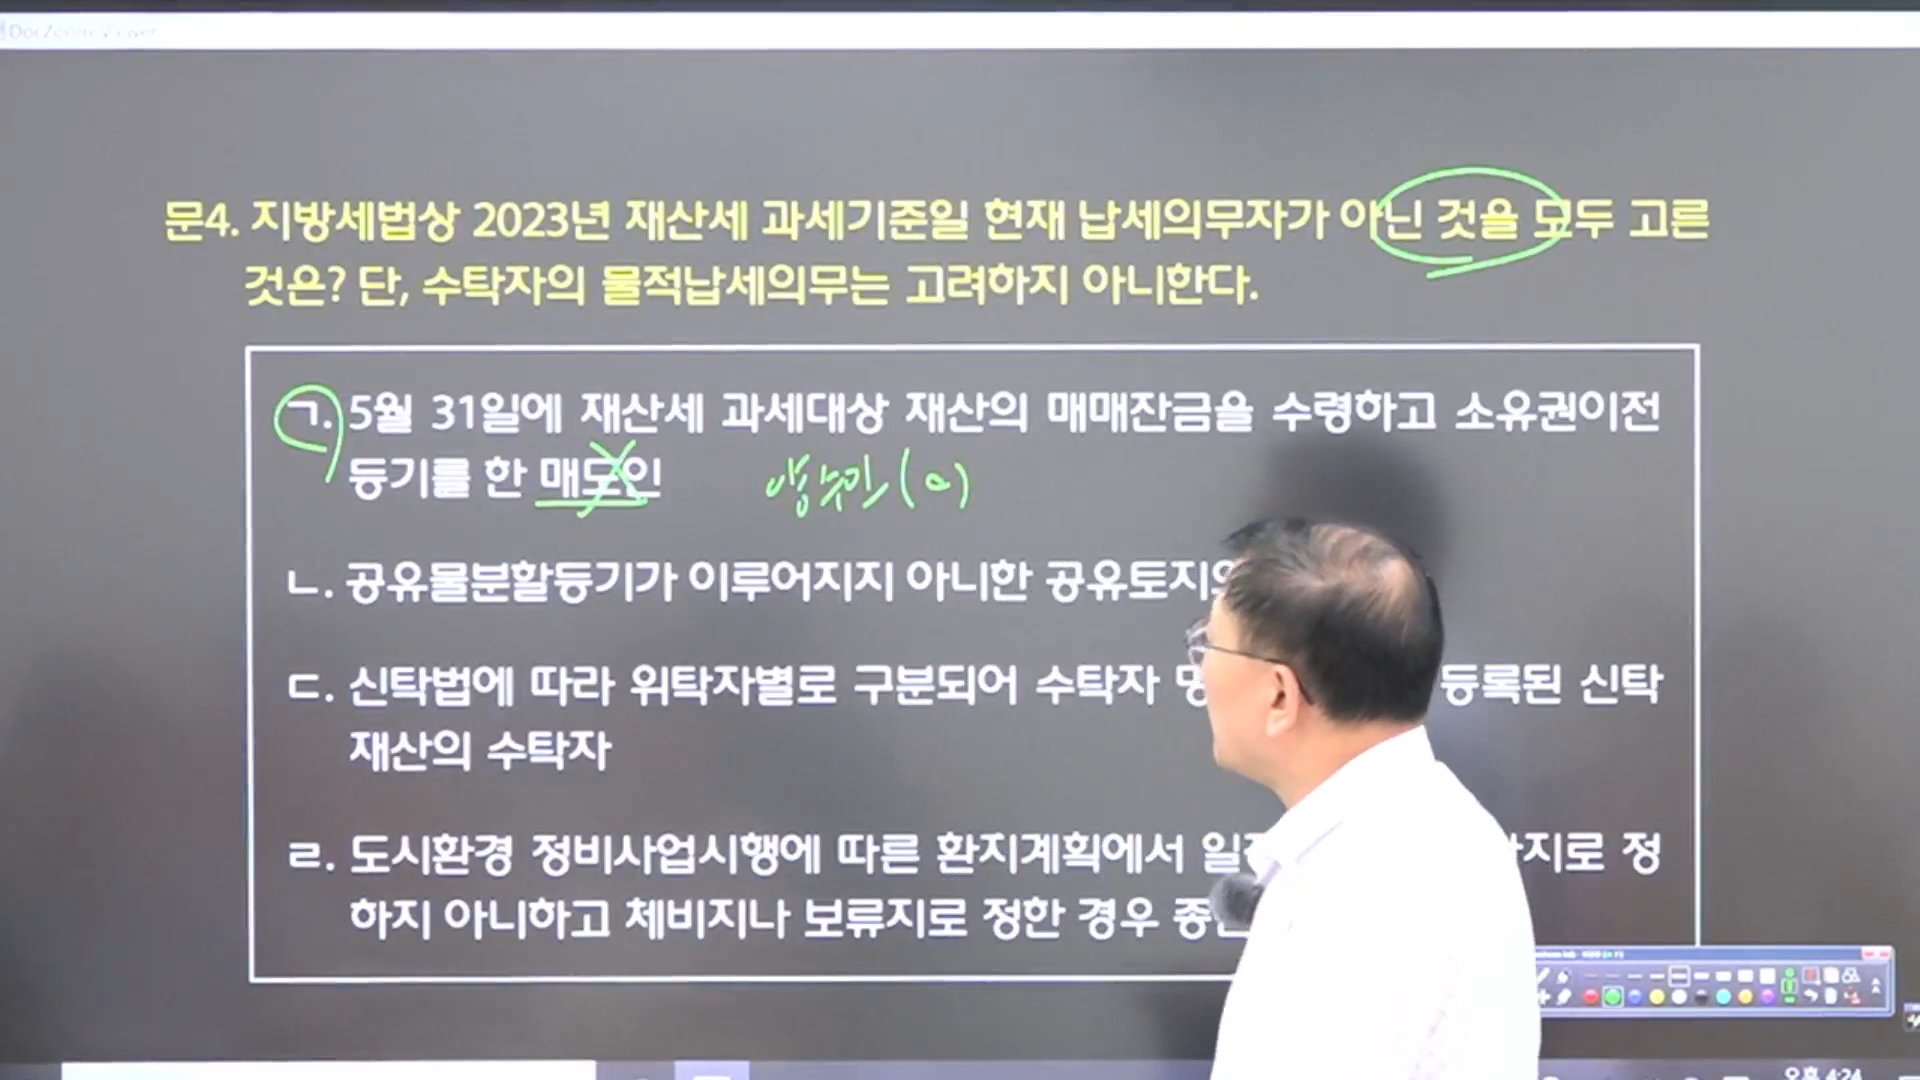 DocZoom Viewer
문4. 지방세법상 2023년 재산세 과세기준일 현재 납세의무자가 아닌 것을 모두 고른
것은? 단, 수탁자의 물적납세의무는 고려하지 아니한다.
ㄱ. 5월 31일에 재산세 과세대상 재산의 매매잔금을 수령하고 소유권이전
등기를 한 매도인 양수인(o)
ㄴ. 공유물분할등기가 이루어지지 아니한 공유토지의
ㄷ. 신탁법에 따라 위탁자별로 구분되어 수탁자 등록된 신탁
재산의 수탁자
ㄹ. 도시환경 정비사업시행에 따른 환지계획에서 지로 정
하지 아니하고 체비지나 보류지로 정한 경우
오후 4:24